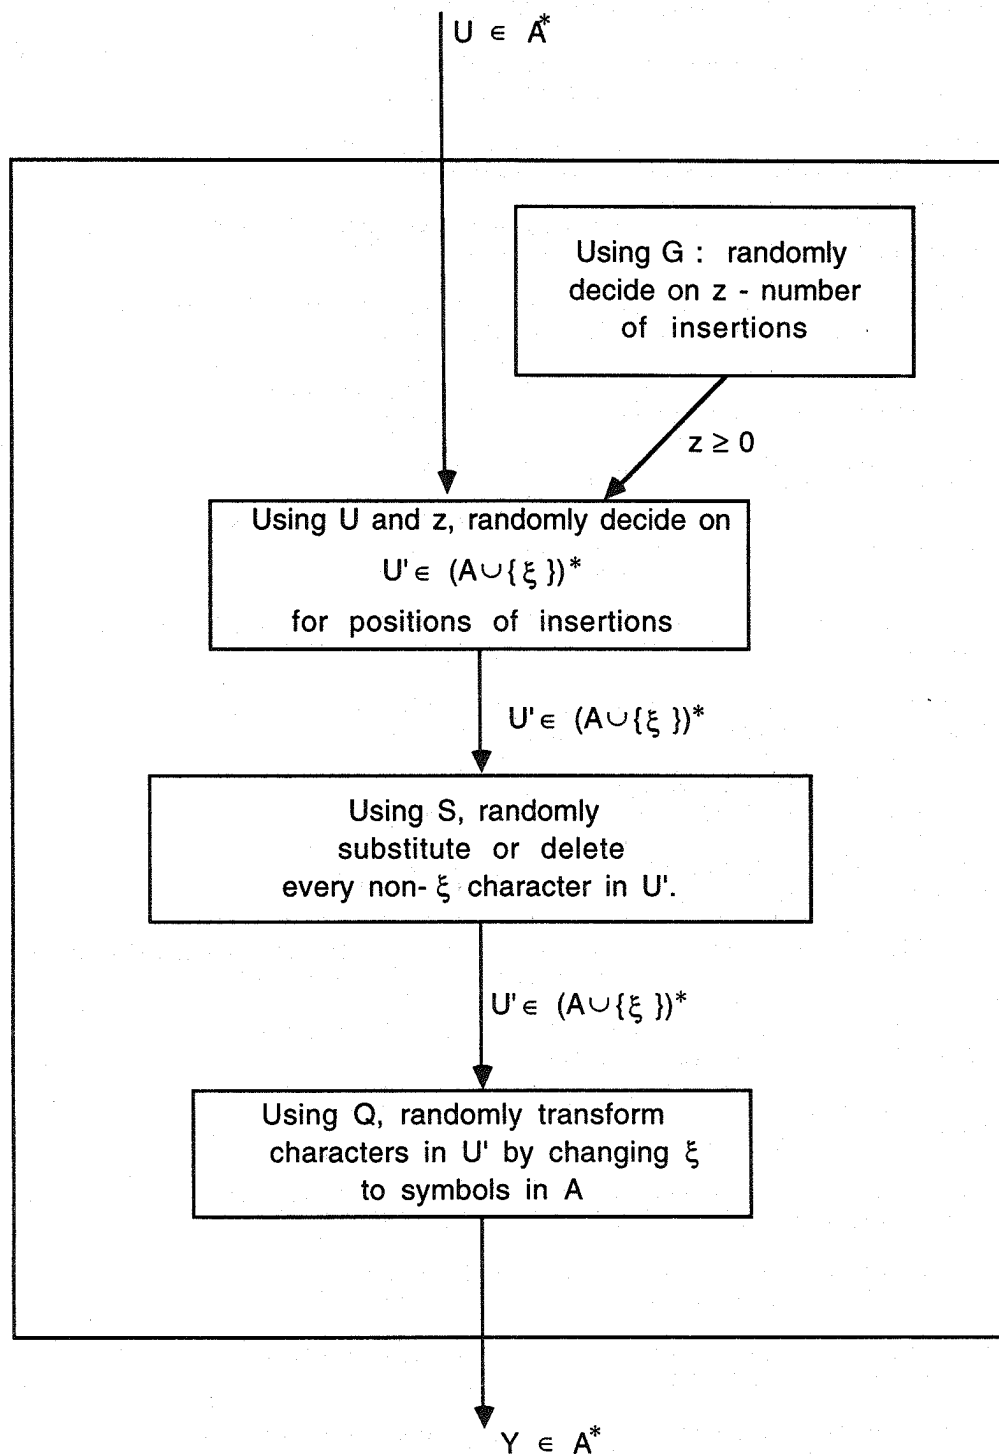 U ∈ A*
Using G : randomly
decide on z - number
of insertions
z ≥ 0
Using U and z, randomly decide on
U' ∈ (A∪{ξ })*
for positions of insertions
U' ∈ (A∪{ξ })*
Using S, randomly
substitute or delete
every non- ξ character in U'.
U' ∈ (A∪{ξ })*
Using Q, randomly transform
characters in U' by changing ξ
to symbols in A
Y ∈ A*